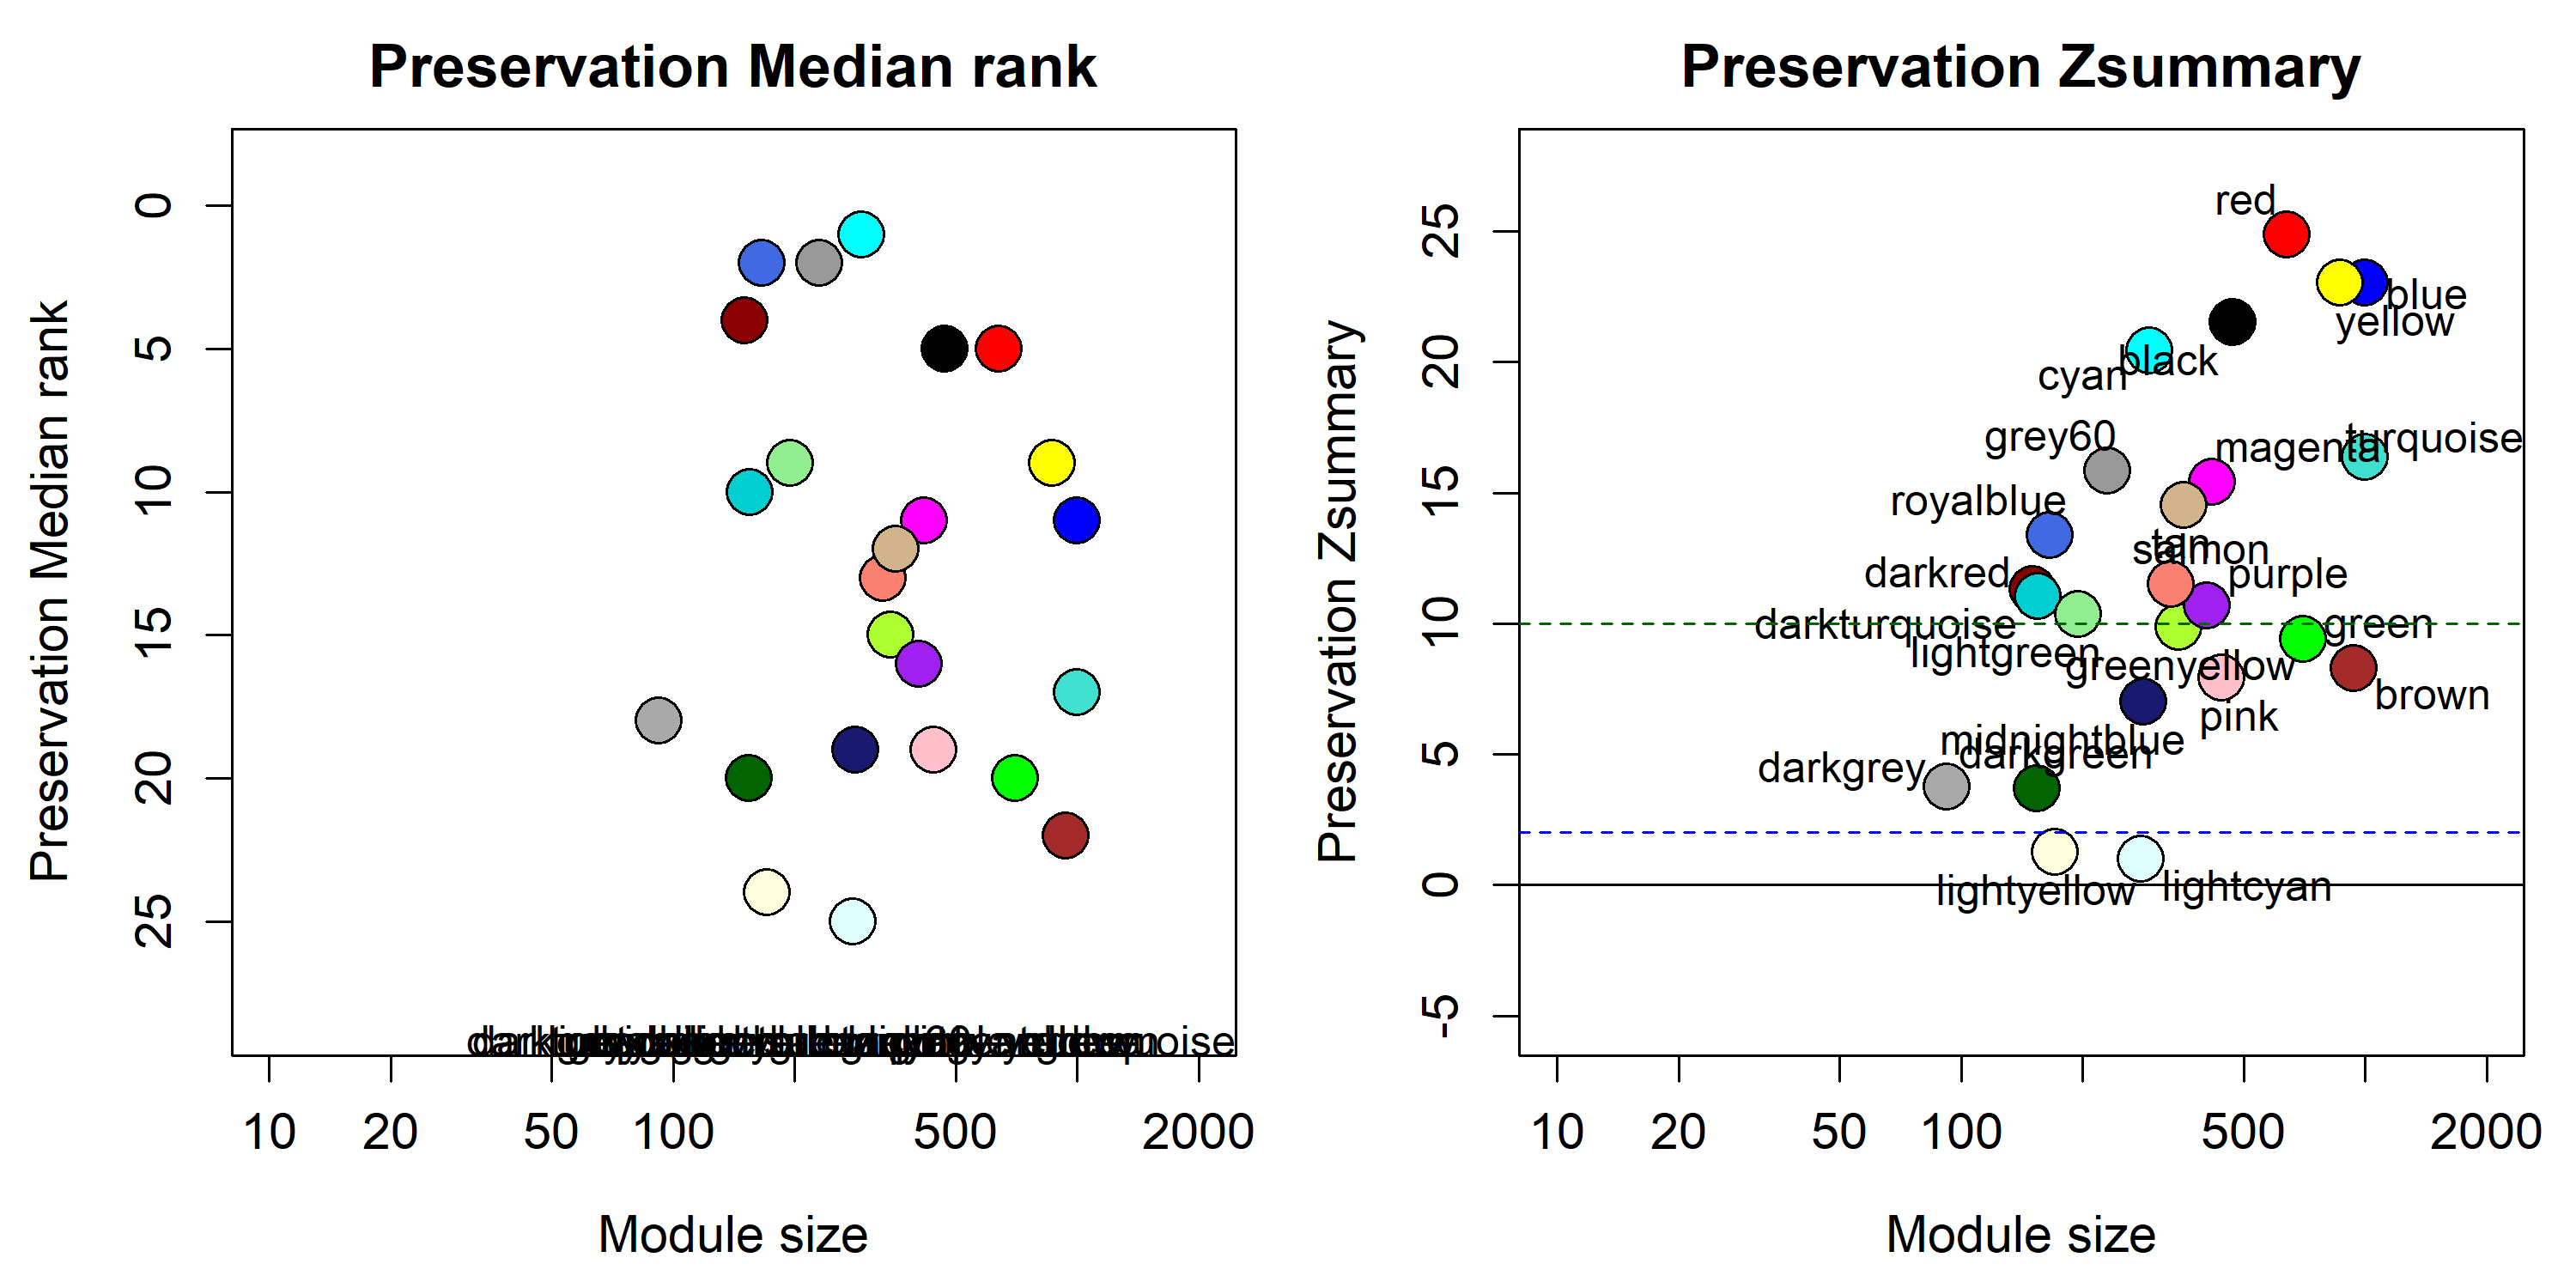 Preservation Median rank
Preservation Median rank
0
5
10
15
20
25
10 20 50 100 500 2000
Module size
Preservation Zsummary
Preservation Zsummary
25
20
15
10
5
0
-5
red
blue
yellow
black
cyan
turquoise
grey60
magenta
royalblue
tan
salmon
darkred
purple
darkturquoise
green
lightgreen
greenyellow
brown
pink
midnightblue
darkgreen
darkgrey
lightyellow
lightcyan
10 20 50 100 500 2000
Module size